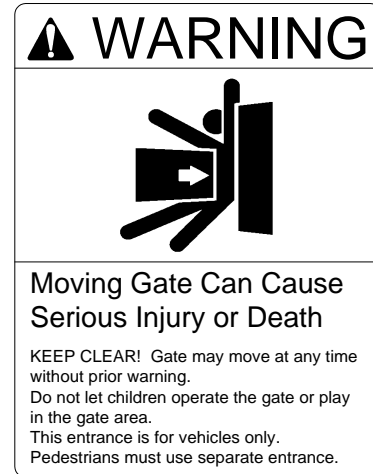 WARNING
Moving Gate Can Cause
Serious Injury or Death
KEEP CLEAR!  Gate may move at any time
without prior warning.
Do not let children operate the gate or play
in the gate area.
This entrance is for vehicles only.
Pedestrians must use separate entrance.